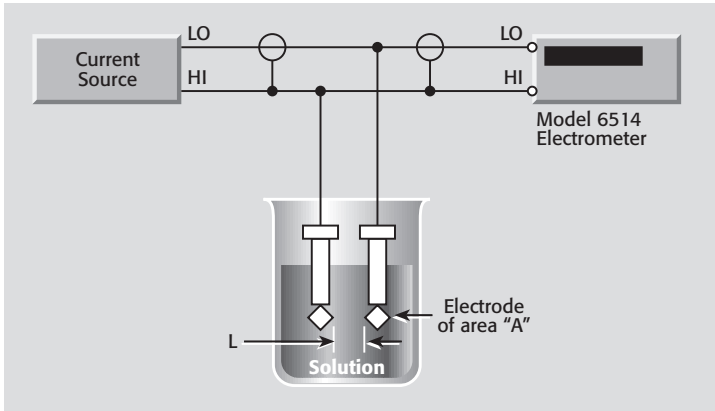 LO
LO
Current
Source
HI
HI
Model 6514
Electrometer
Electrode
of area “A”
L
Solution